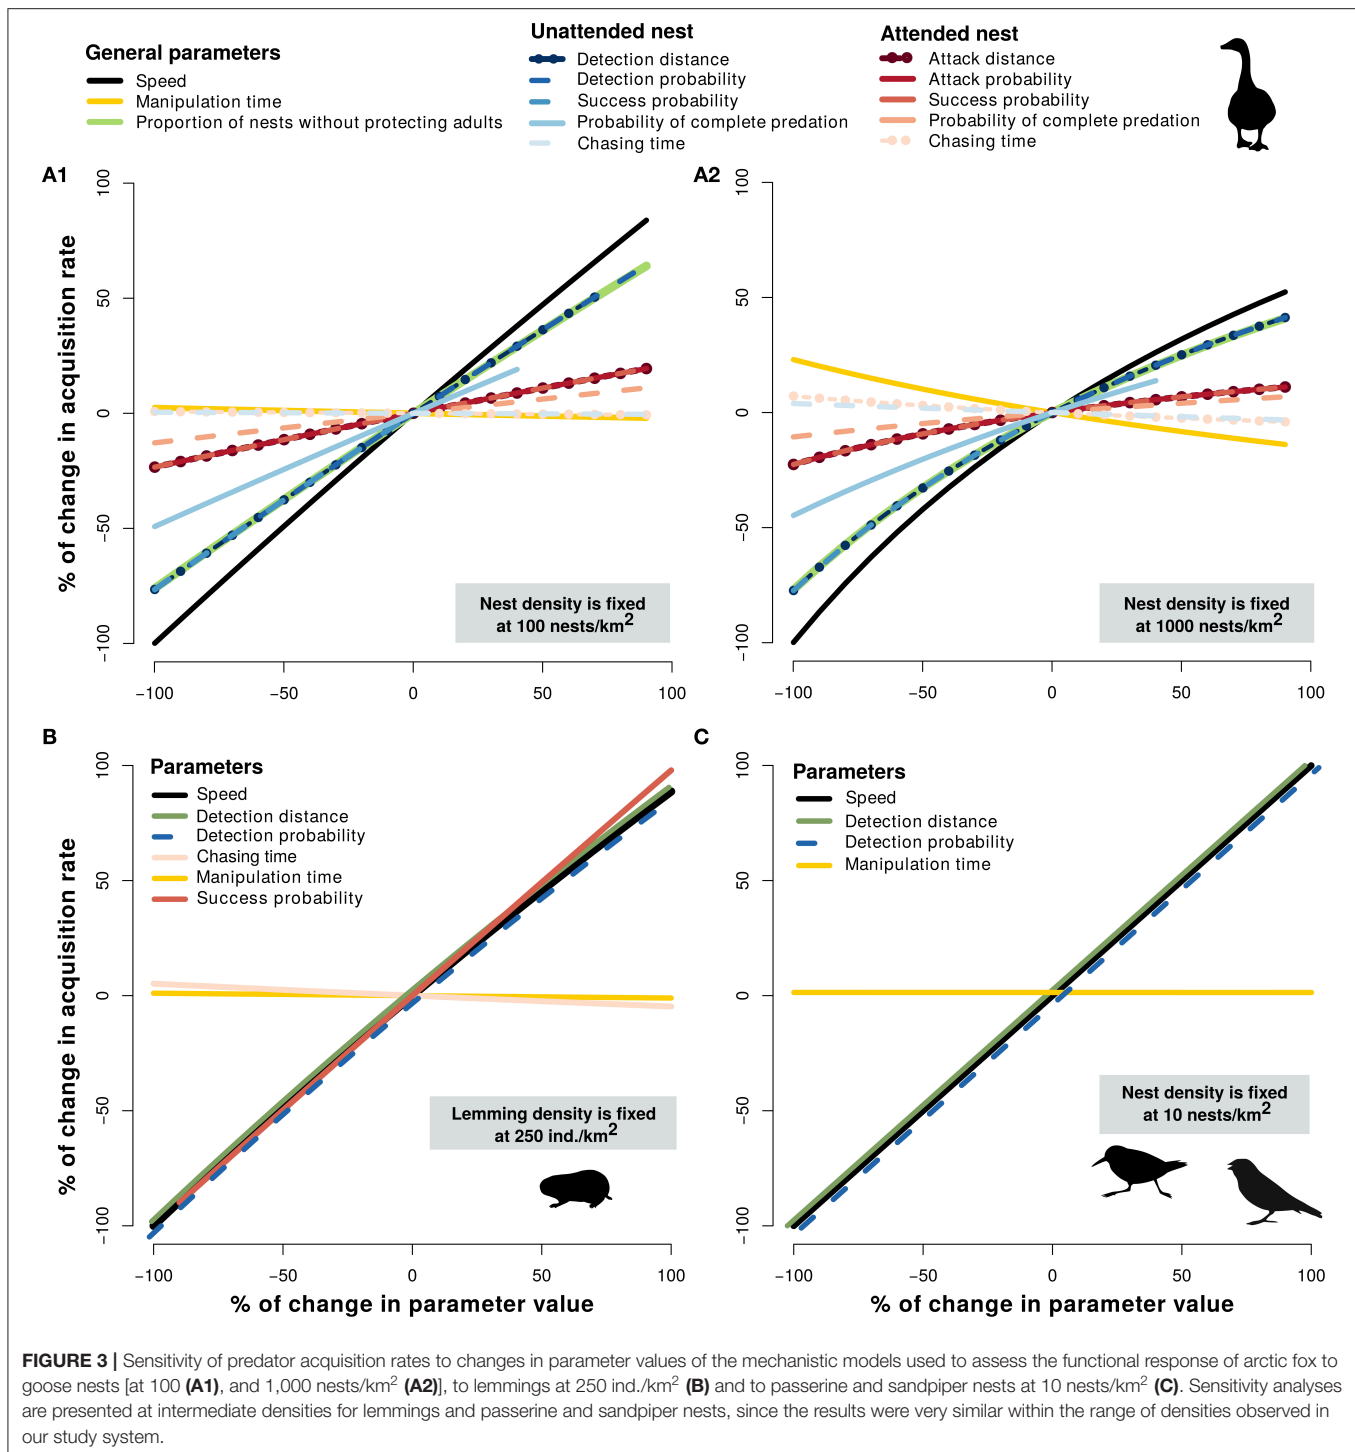 General parameters
Speed
Manipulation time
Proportion of nests without protecting adults
Unattended nest
Detection distance
Detection probability
Success probability
Probability of complete predation
Chasing time
Attended nest
Attack distance
Attack probability
Success probability
Probability of complete predation
Chasing time
A1
% of change in acquisition rate
100
50
0
−50
−100
Nest density is fixed
at 100 nests/km2
−100 −50 0 50 100
A2
100
50
0
−50
−100
Nest density is fixed
at 1000 nests/km2
−100 −50 0 50 100
B
% of change in acquisition rate
100
50
0
−50
−100
Parameters
Speed
Detection distance
Detection probability
Chasing time
Manipulation time
Success probability
Lemming density is fixed
at 250 ind./km2
−100 −50 0 50 100
% of change in parameter value
C
100
50
0
−50
−100
Parameters
Speed
Detection distance
Detection probability
Manipulation time
Nest density is fixed
at 10 nests/km2
−100 −50 0 50 100
% of change in parameter value
FIGURE 3 | Sensitivity of predator acquisition rates to changes in parameter values of the mechanistic models used to assess the functional response of arctic fox to
goose nests [at 100 (A1), and 1,000 nests/km2 (A2)], to lemmings at 250 ind./km2 (B) and to passerine and sandpiper nests at 10 nests/km2 (C). Sensitivity analyses
are presented at intermediate densities for lemmings and passerine and sandpiper nests, since the results were very similar within the range of densities observed in
our study system.